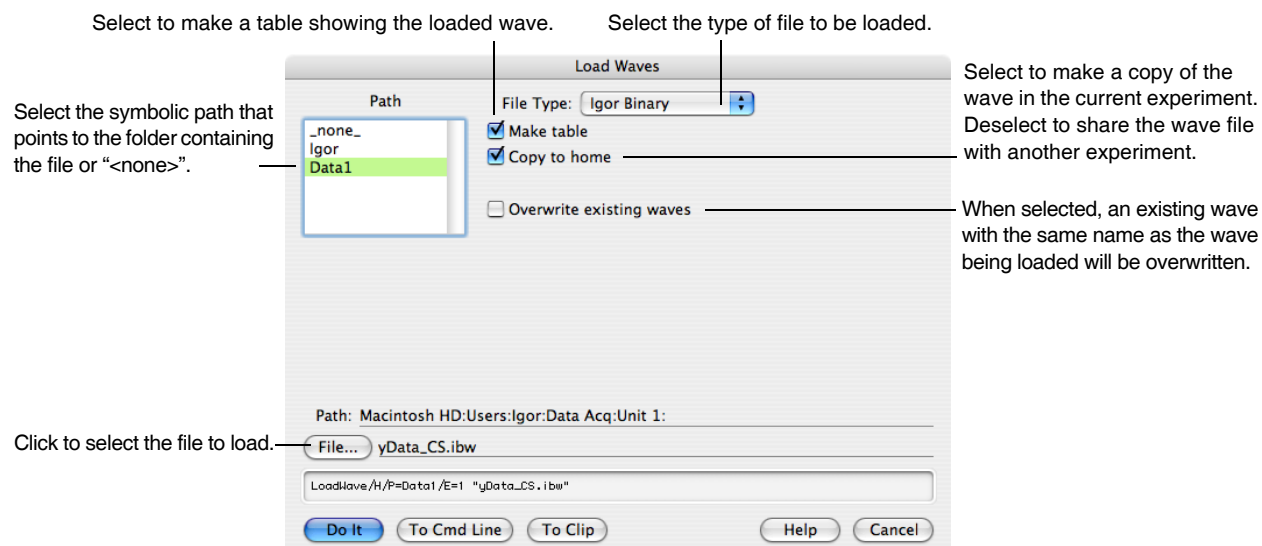 Select to make a table showing the loaded wave.
Select the type of file to be loaded.
Load Waves
Select the symbolic path that
points to the folder containing
the file or “<none>”.
Path
_none_
Igor
Data1
File Type: Igor Binary
Make table
Copy to home
Overwrite existing waves
Select to make a copy of the
wave in the current experiment.
Deselect to share the wave file
with another experiment.
When selected, an existing wave
with the same name as the wave
being loaded will be overwritten.
Path: Macintosh HD:Users:Igor:Data Acq:Unit 1:
Click to select the file to load.
File... yData_CS.ibw
LoadWave/H/P=Data1/E=1 "yData_CS.ibw"
Do It
To Cmd Line
To Clip
Help
Cancel